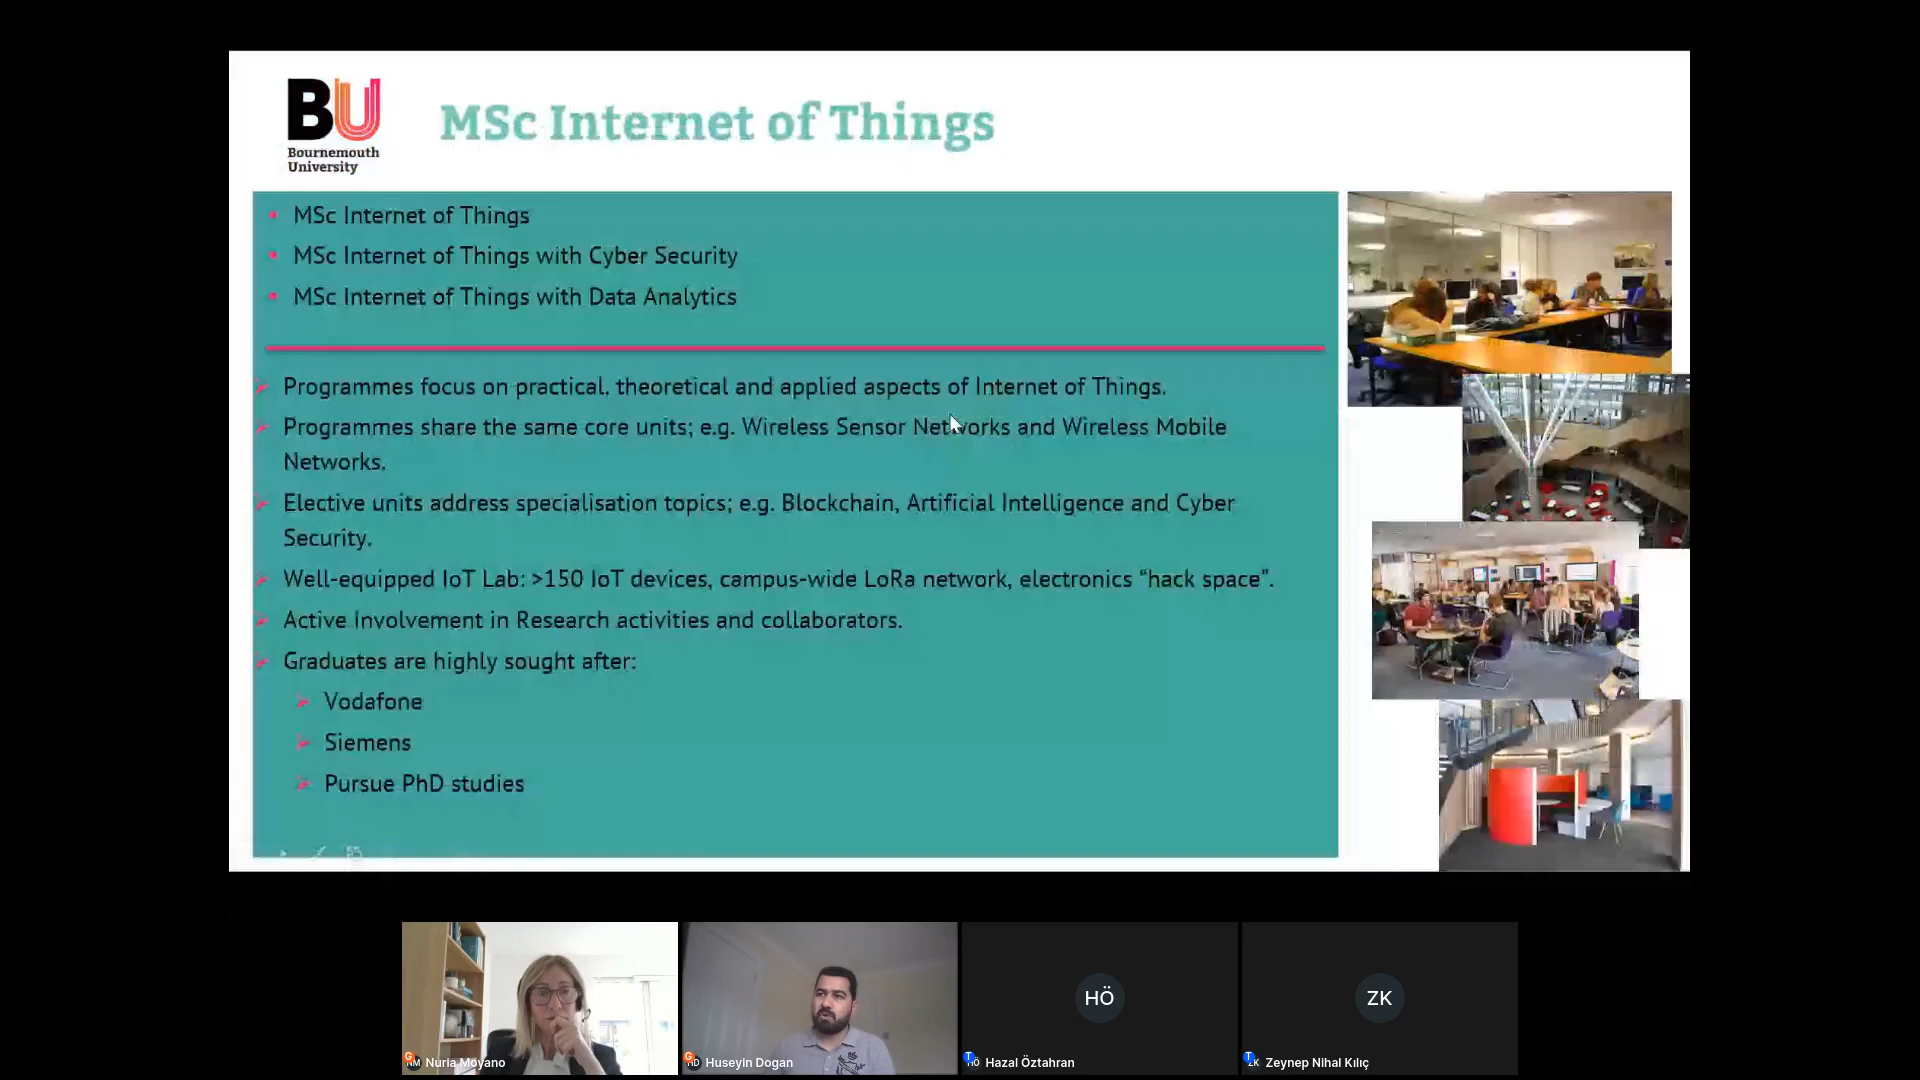 BU
Bournemouth
University
MSc Internet of Things
MSc Internet of Things
MSc Internet of Things with Cyber Security
MSc Internet of Things with Data Analytics
Programmes focus on practical, theoretical and applied aspects of Internet of Things.
Programmes share the same core units; e.g. Wireless Sensor Networks and Wireless Mobile
Networks.
Elective units address specialisation topics; e.g. Blockchain, Artificial Intelligence and Cyber
Security.
Well-equipped IoT Lab: >150 IoT devices, campus-wide LoRa network, electronics “hack space”.
Active Involvement in Research activities and collaborators.
Graduates are highly sought after:
Vodafone
Siemens
Pursue PhD studies
HÖ
ZK
G NM Nuria Moyano
G HD Huseyin Dogan
T HÖ Hazal Öztahran
T ZK Zeynep Nihal Kılıç